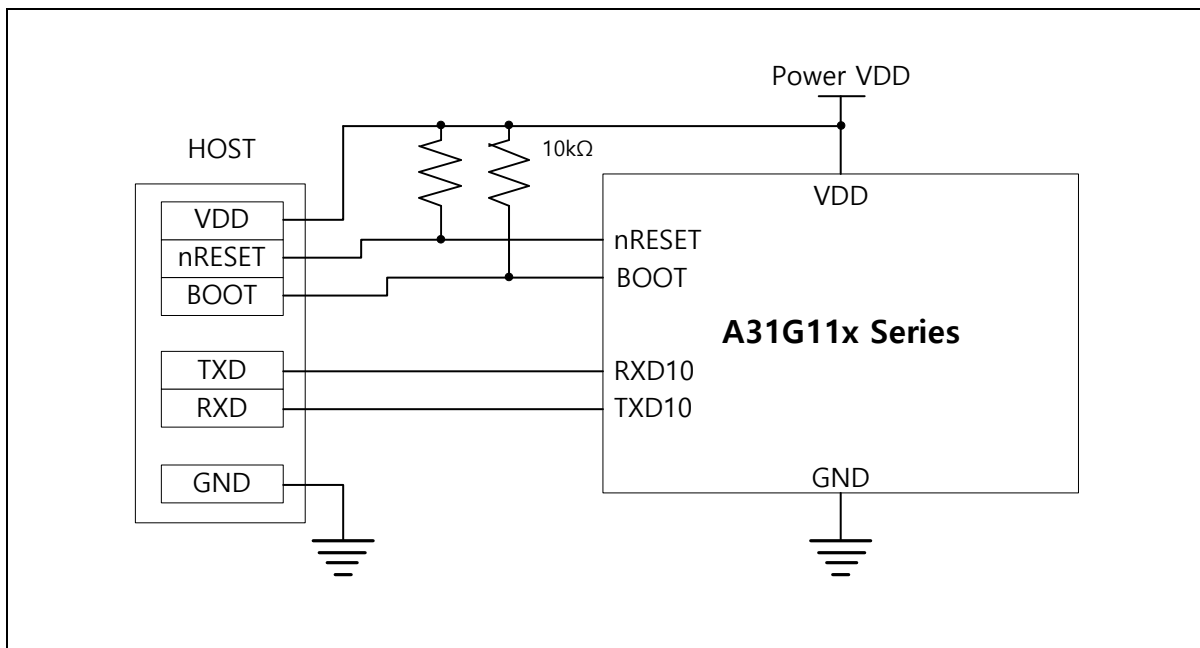 Power VDD
HOST
10kΩ
VDD
VDD
nRESET
nRESET
BOOT
BOOT
A31G11x Series
TXD
RXD10
RXD
TXD10
GND
GND